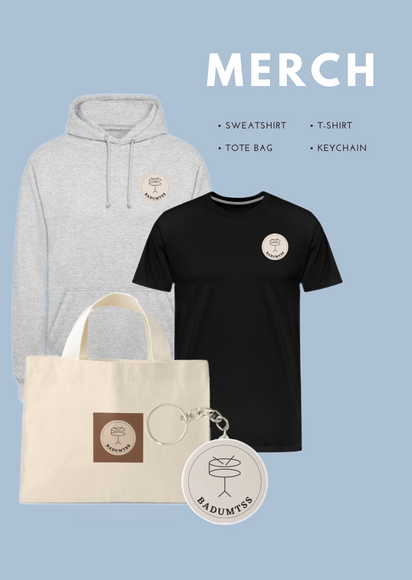 MERCH
• SWEATSHIRT
• T-SHIRT
• TOTE BAG
• KEYCHAIN
BADUMTSS
BADUMTSS
BADUMTSS
BADUMTSS